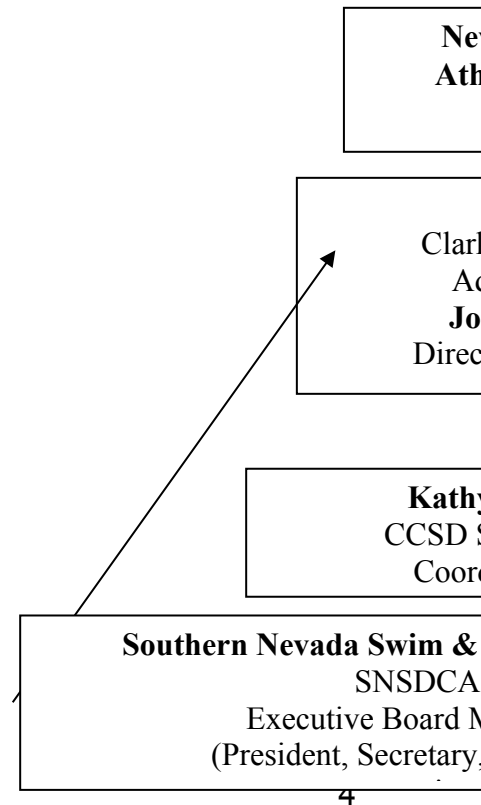 Nev
Ath
Clark
Ac
Jo
Direc
Kathy
CCSD S
Coord
Southern Nevada Swim &
SNSDCA
Executive Board M
(President, Secretary,
4